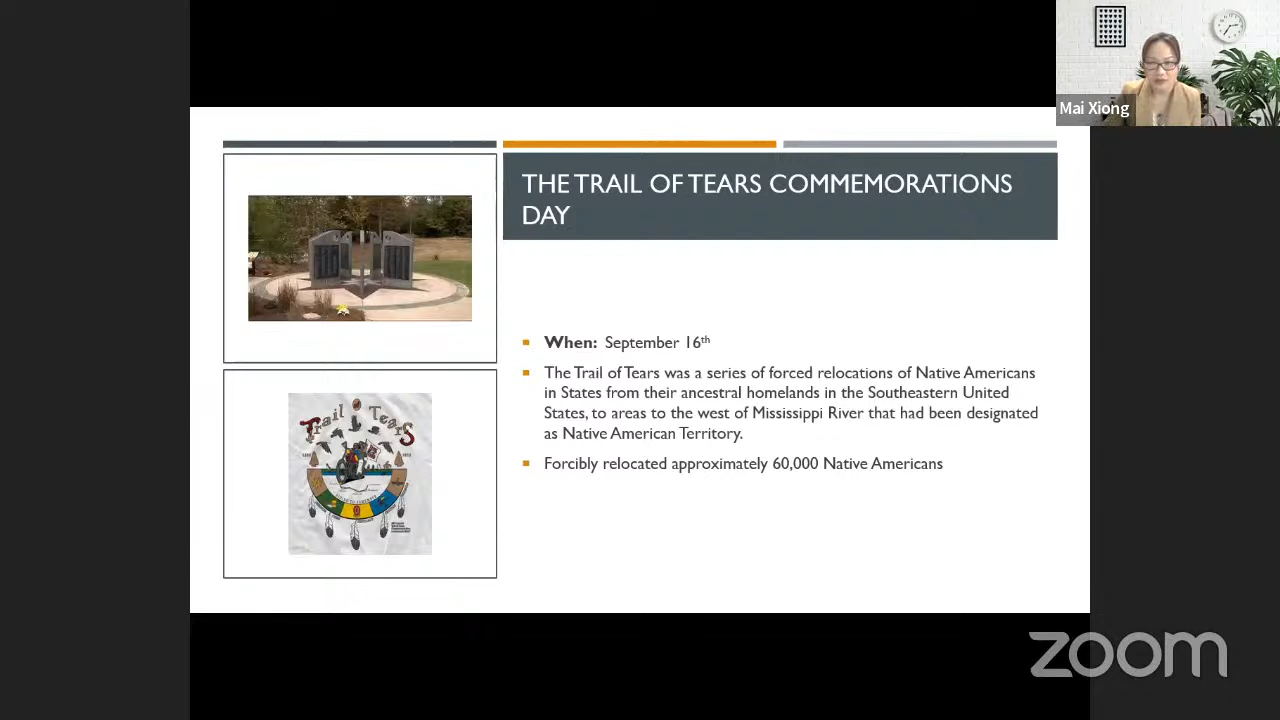 Mai Xiong
THE TRAIL OF TEARS COMMEMORATIONS
DAY
When: September 16th
The Trail of Tears was a series of forced relocations of Native Americans
in States from their ancestral homelands in the Southeastern United
States, to areas to the west of Mississippi River that had been designated
as Native American Territory.
Forcibly relocated approximately 60,000 Native Americans
Trail of Tears
zoom